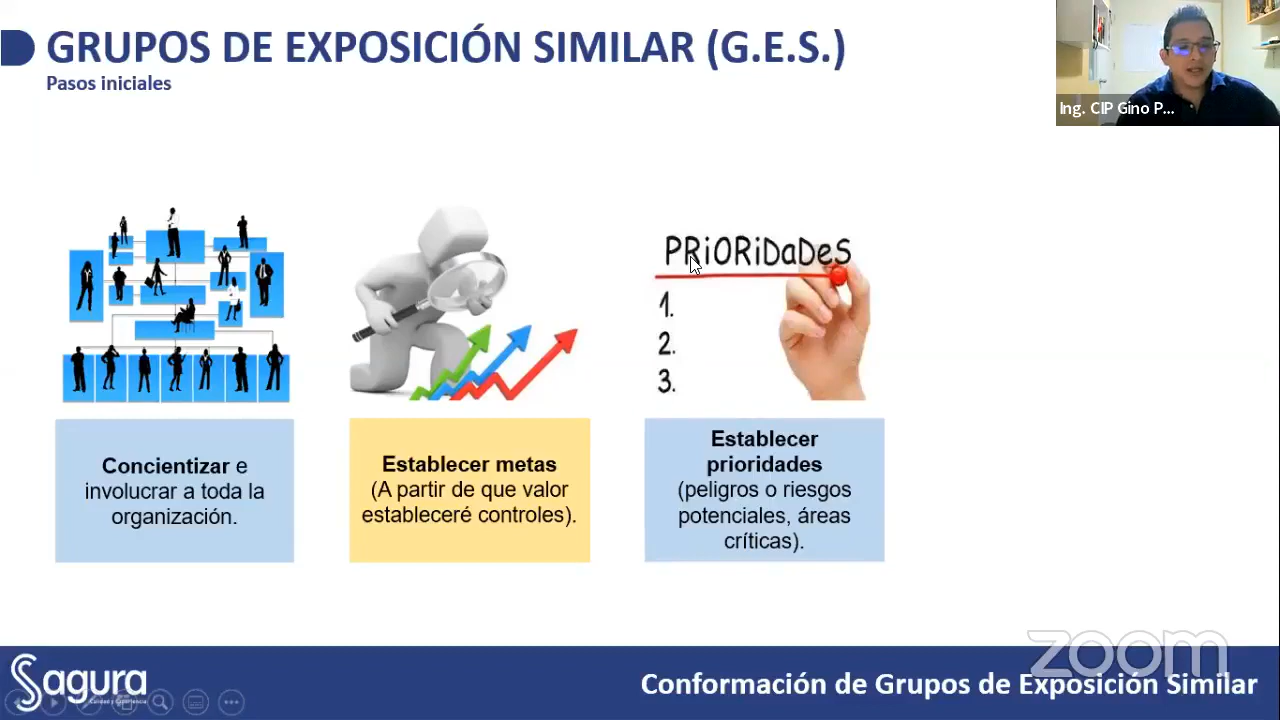 GRUPOS DE EXPOSICIÓN SIMILAR (G.E.S.)
Pasos iniciales
Ing. CIP Gino P...
PRiORiDaDeS
1.
2.
3.
Concientizar e
involucrar a toda la
organización.
Establecer metas
(A partir de que valor
estableceré controles).
Establecer
prioridades
(peligros o riesgos
potenciales, áreas
críticas).
zoom
Sagura
Calidad y Experiencia
Conformación de Grupos de Exposición Similar